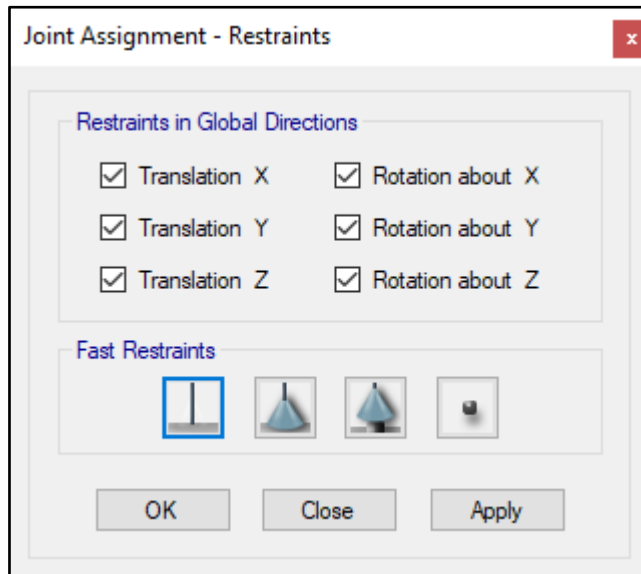 Joint Assignment - Restraints
x
Restraints in Global Directions
Translation X
Rotation about X
Translation Y
Rotation about Y
Translation Z
Rotation about Z
Fast Restraints
OK
Close
Apply